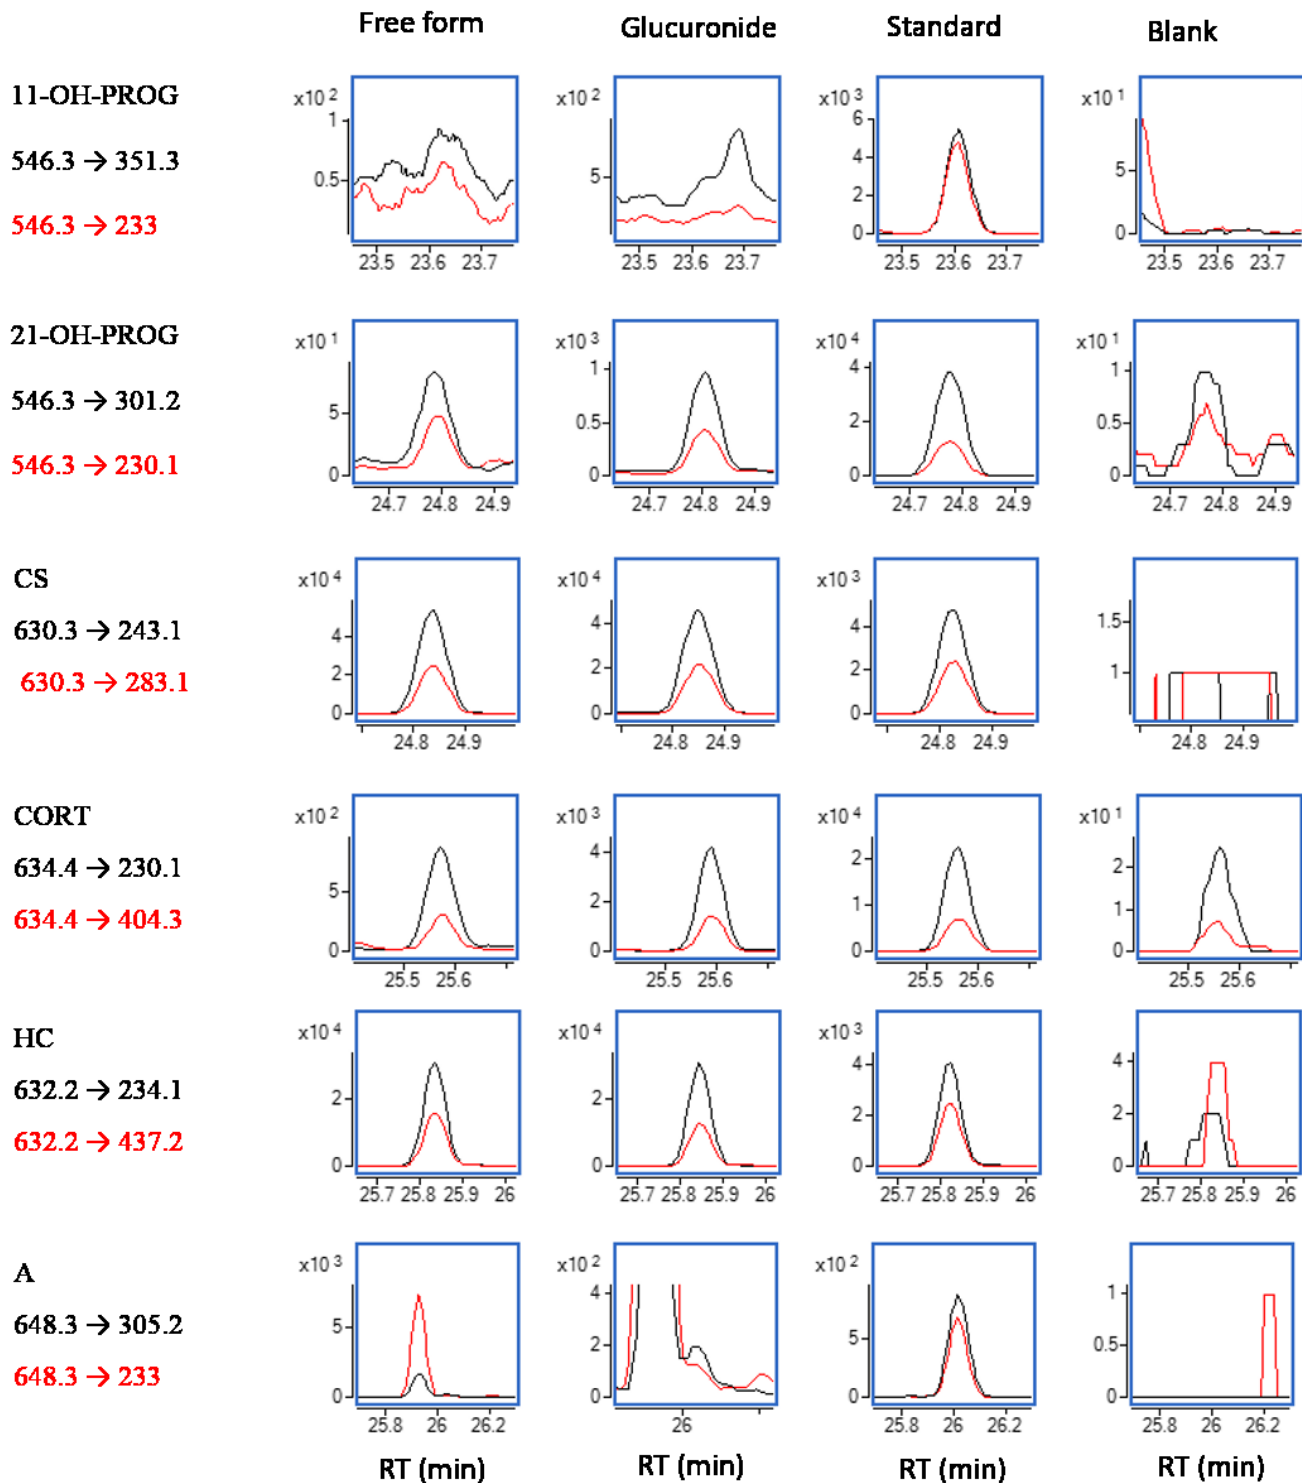 Free form Glucuronide Standard Blank
11-OH-PROG
546.3 → 351.3
546.3 → 233
x10 2 1 0.5 23.5 23.6 23.7
x10 2 5 23.5 23.6 23.7
x10 3 6 4 2 0 23.5 23.6 23.7
x10 1 5 0 23.5 23.6 23.7
21-OH-PROG
546.3 → 301.2
546.3 → 230.1
x10 1 5 0 24.7 24.8 24.9
x10 3 1 0.5 0 24.7 24.8 24.9
x10 4 4 2 0 24.7 24.8 24.9
x10 1 1 0.5 0 24.7 24.8 24.9
CS
630.3 → 243.1
630.3 → 283.1
x10 4 4 2 0 24.8 24.9
x10 4 4 2 0 24.8 24.9
x10 3 4 2 0 24.8 24.9
1.5 1 24.8 24.9
CORT
634.4 → 230.1
634.4 → 404.3
x10 2 5 0 25.5 25.6
x10 3 4 2 0 25.5 25.6
x10 4 2 1 0 25.5 25.6
x10 1 2 1 0 25.5 25.6
HC
632.2 → 234.1
632.2 → 437.2
x10 4 2 0 25.7 25.8 25.9 26
x10 4 2 0 25.7 25.8 25.9 26
x10 3 4 2 0 25.7 25.8 25.9 26
4 2 0 25.7 25.8 25.9 26
A
648.3 → 305.2
648.3 → 233
x10 3 5 0 25.8 26 26.2
x10 2 4 2 0 26
x10 2 5 0 25.8 26 26.2
1 0.5 0 25.8 26 26.2
RT (min) RT (min) RT (min) RT (min)